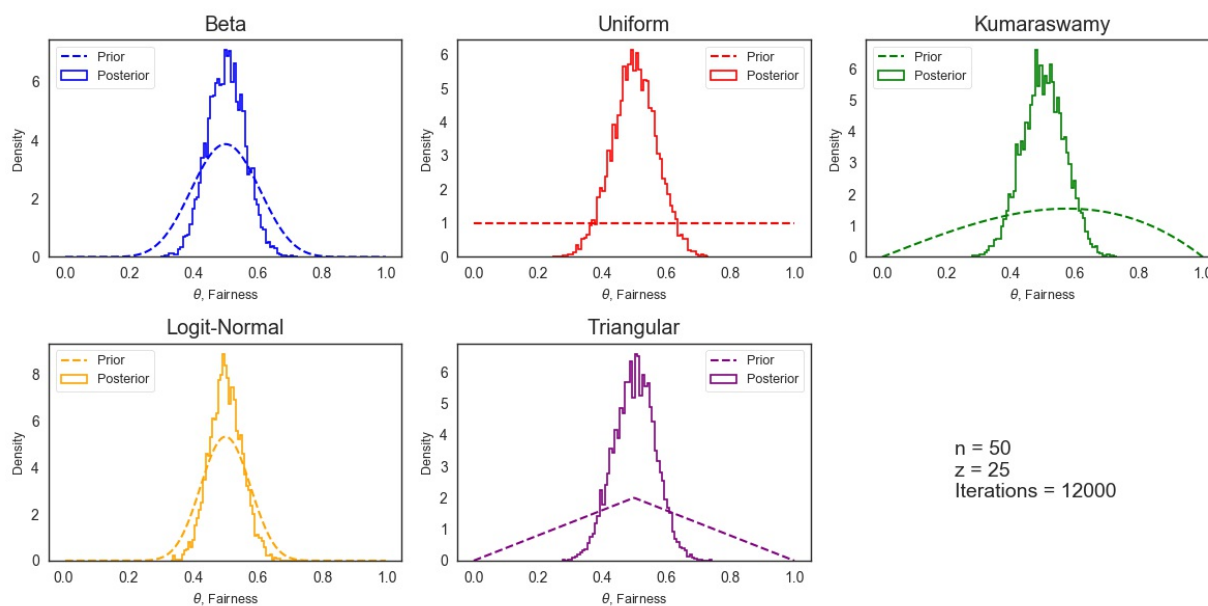 Beta
Prior
Posterior
Density
6
4
2
0
0.0 0.2 0.4 0.6 0.8 1.0
θ, Fairness
Uniform
Prior
Posterior
Density
6
5
4
3
2
1
0
0.0 0.2 0.4 0.6 0.8 1.0
θ, Fairness
Kumaraswamy
Prior
Posterior
Density
6
5
4
3
2
1
0
0.0 0.2 0.4 0.6 0.8 1.0
θ, Fairness
Logit-Normal
Prior
Posterior
Density
8
6
4
2
0
0.0 0.2 0.4 0.6 0.8 1.0
θ, Fairness
Triangular
Prior
Posterior
Density
6
5
4
3
2
1
0
0.0 0.2 0.4 0.6 0.8 1.0
θ, Fairness
n = 50
z = 25
Iterations = 12000